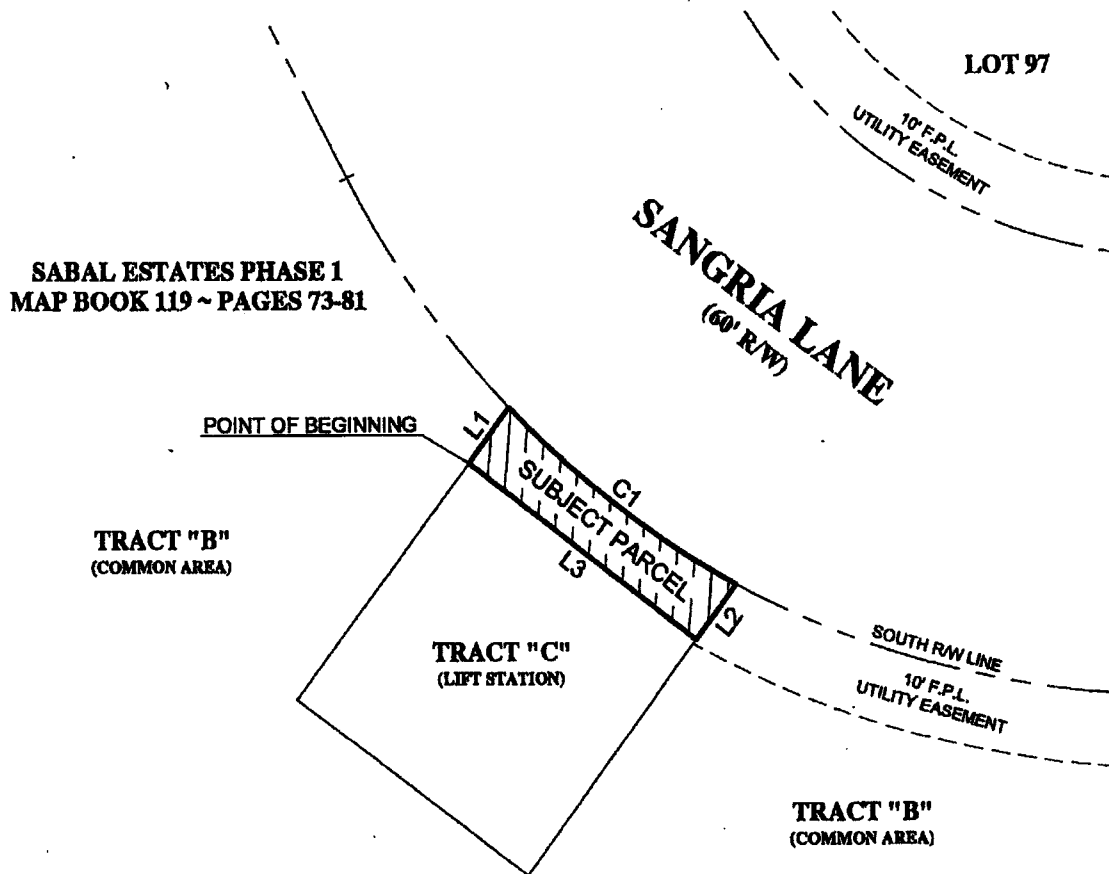 LOT 97
10' F.P.L.
UTILITY EASEMENT
SANGRIA LANE
(60' R/W)
SABAL ESTATES PHASE 1
MAP BOOK 119 ~ PAGES 73-81
POINT OF BEGINNING
L1
C1
SUBJECT PARCEL
L3
L2
TRACT "B"
(COMMON AREA)
TRACT "C"
(LIFT STATION)
SOUTH R/W LINE
10' F.P.L.
UTILITY EASEMENT
TRACT "B"
(COMMON AREA)